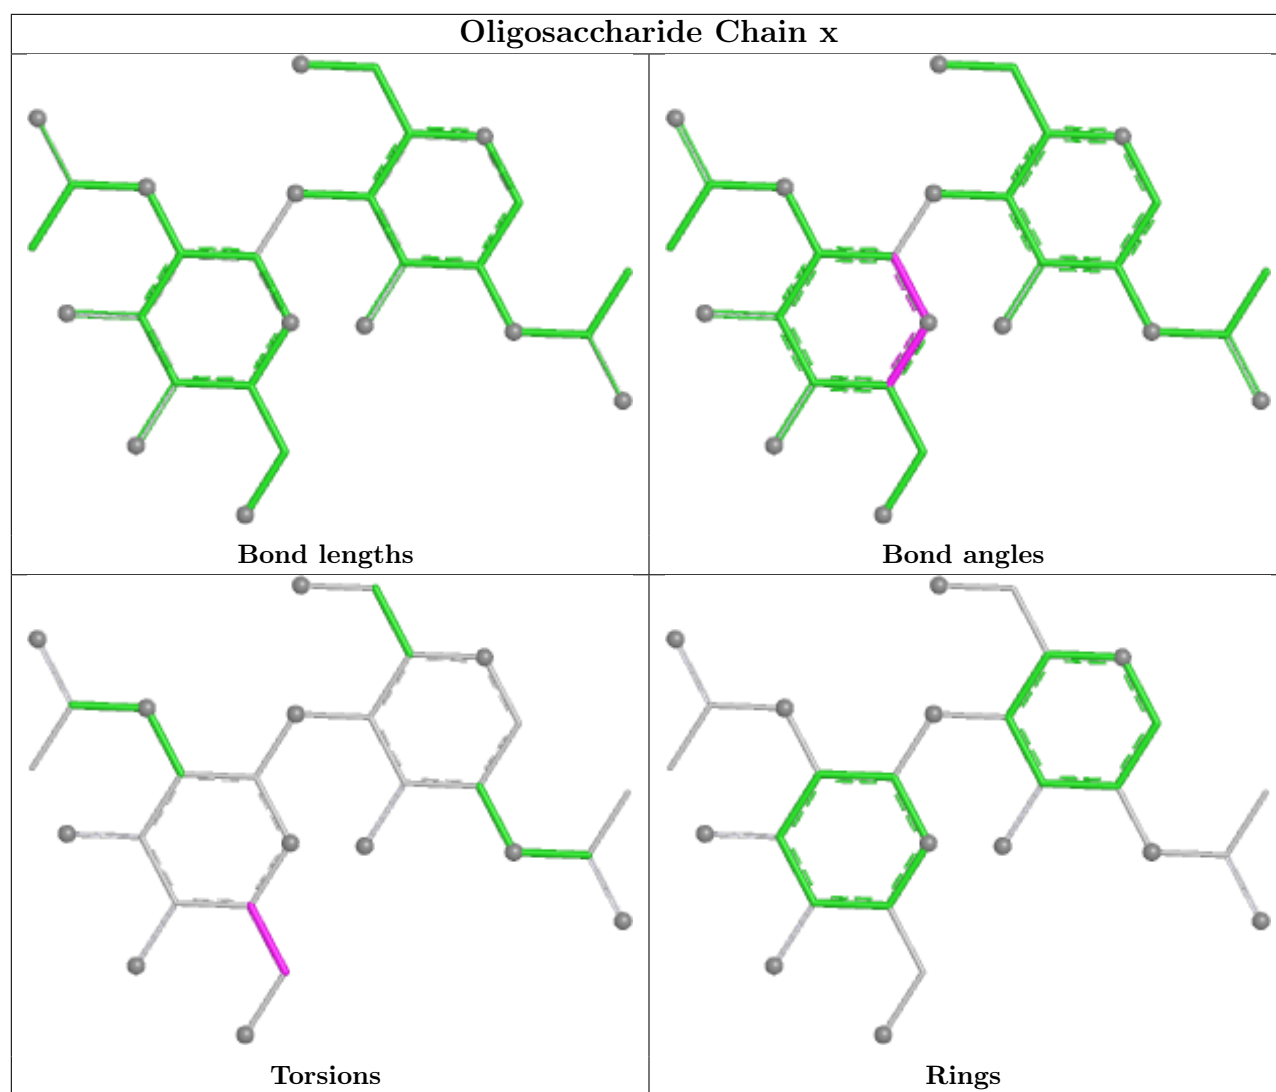 Oligosaccharide Chain x
Bond lengths
Bond angles
Torsions
Rings